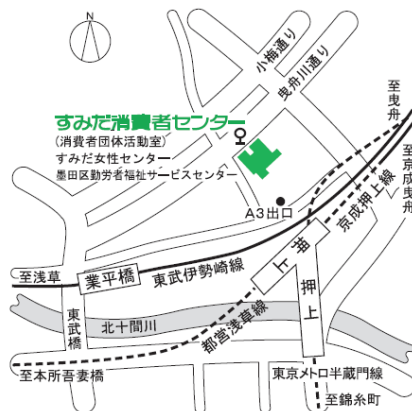 N
小梅通り
曳舟川通り
至曳舟
至京成曳舟
すみだ消費者センター
(消費者団体活動室)
すみだ女性センター
墨田区勤労者福祉サービスセンター
A3出口
京成押上線
押上
至浅草
業平橋
東武伊勢崎線
押上
東武橋
北十間川
都営浅草線
至本所吾妻橋
東京メトロ半蔵門線
至錦糸町